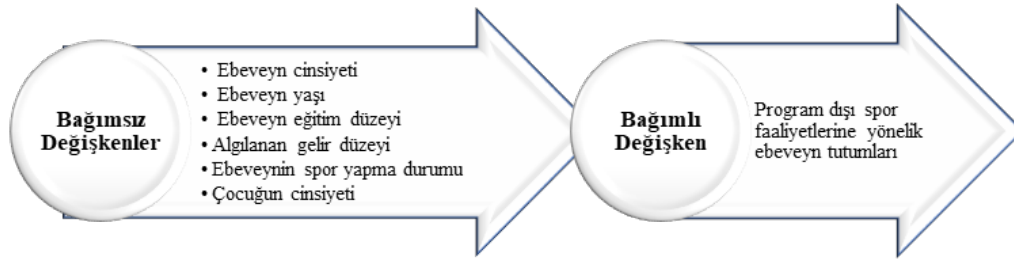 Bağımsız
Değişkenler
• Ebeveyn cinsiyeti
• Ebeveyn yaşı
• Ebeveyn eğitim düzeyi
• Algılanan gelir düzeyi
• Ebeveynin spor yapma durumu
• Çocuğun cinsiyeti
Bağımlı
Değişken
Program dışı spor
faaliyetlerine yönelik
ebeveyn tutumları